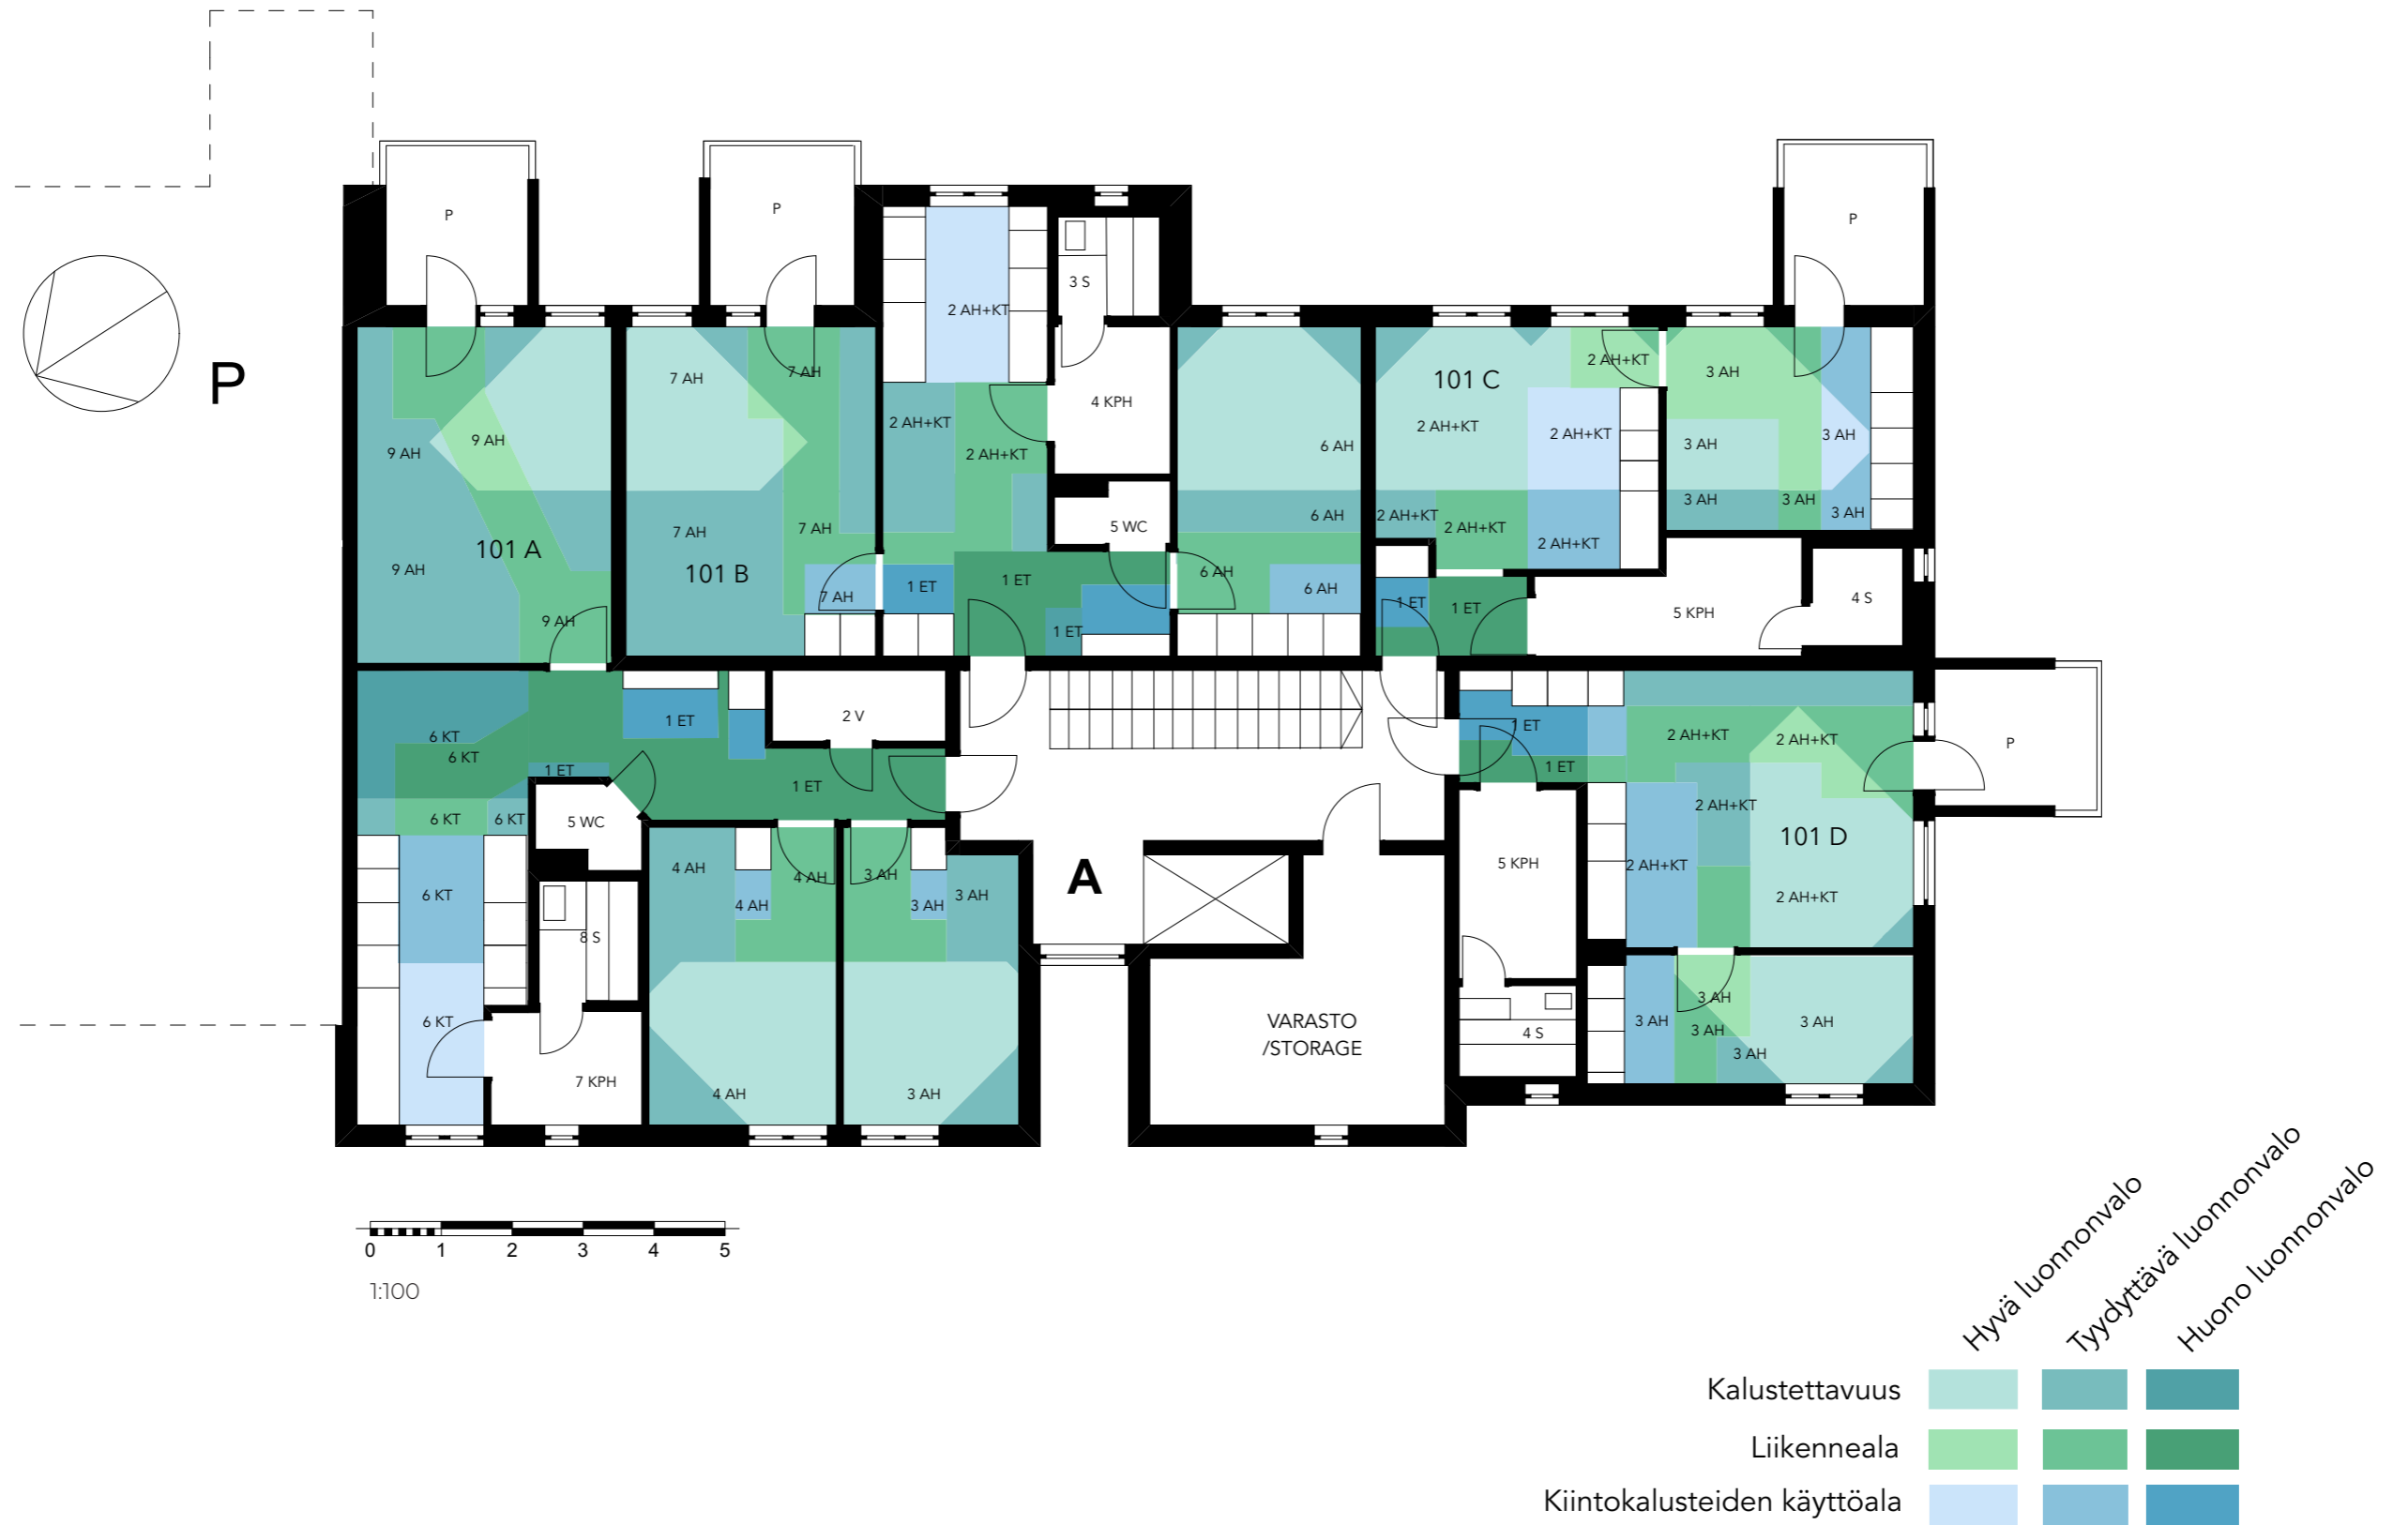 P
P
P
P
3 S
2 AH+KT
2 AH+KT
7 AH
7 AH
101 C
3 AH
4 KPH
2 AH+KT
2 AH+KT
2 AH+KT
3 AH
9 AH
9 AH
2 AH+KT
2 AH+KT
6 AH
3 AH
3 AH
3 AH
3 AH
6 AH
2 AH+KT
2 AH+KT
2 AH+KT
7 AH
7 AH
5 WC
101 A
9 AH
101 B
7 AH
1 ET
1 ET
6 AH
6 AH
1 ET
1 ET
5 KPH
4 S
9 AH
1 ET
6 KT
6 KT
1 ET
1 ET
2 V
1 ET
1 ET
1 ET
2 AH+KT
2 AH+KT
P
6 KT
6 KT
5 WC
2 AH+KT
101 D
4 AH
4 AH
4 AH
3 AH
3 AH
3 AH
A
5 KPH
2 AH+KT
2 AH+KT
6 KT
8 S
6 KT
7 KPH
4 AH
3 AH
VARASTO
/STORAGE
4 S
3 AH
3 AH
3 AH
3 AH
3 AH
0 1 2 3 4 5
1:100
Hyvä luonnonvalo
Tyydyttävä luonnonvalo
Huono luonnonvalo
Kalustettavuus
Liikenneala
Kiintokalusteiden käyttöala